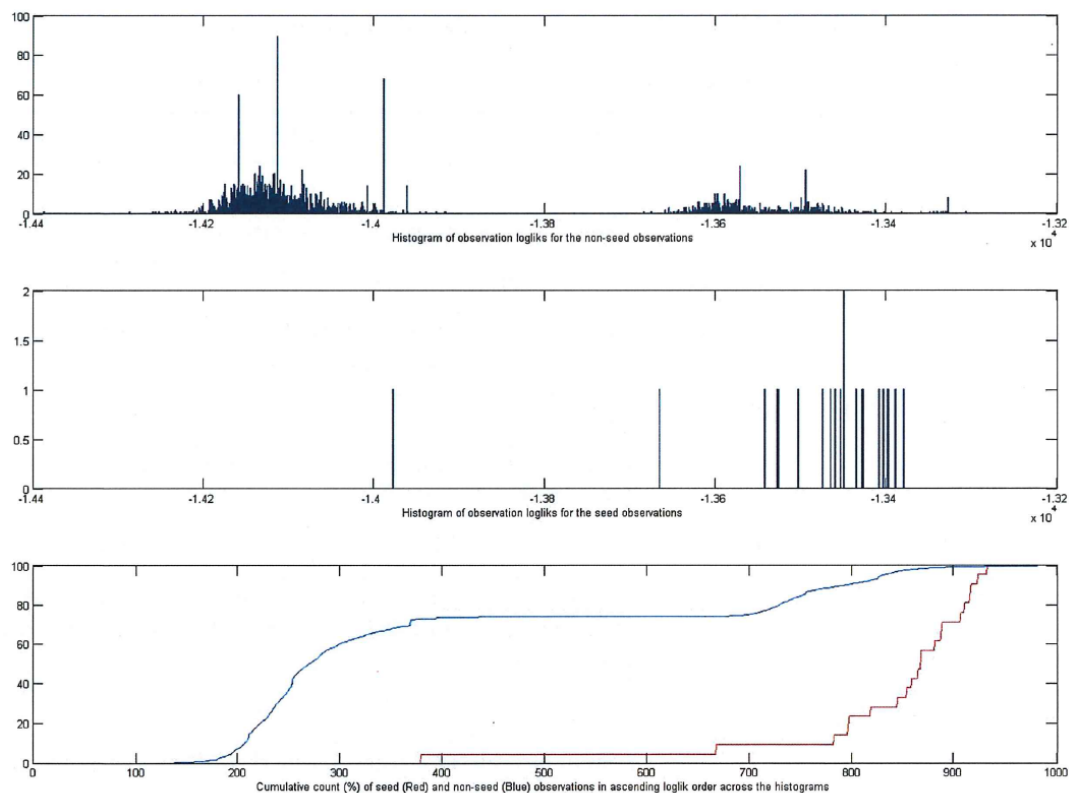 100
80
60
40
20
0
-1.44 -1.42 -1.4 -1.38 -1.36 -1.34 -1.32
Histogram of observation logliks for the non-seed observations
x 10^4
2
1.5
1
0.5
0
-1.44 -1.42 -1.4 -1.38 -1.36 -1.34 -1.32
Histogram of observation logliks for the seed observations
x 10^4
100
80
60
40
20
0
0 100 200 300 400 500 600 700 800 900 1000
Cumulative count (%) of seed (Red) and non-seed (Blue) observations in ascending loglik order across the histograms